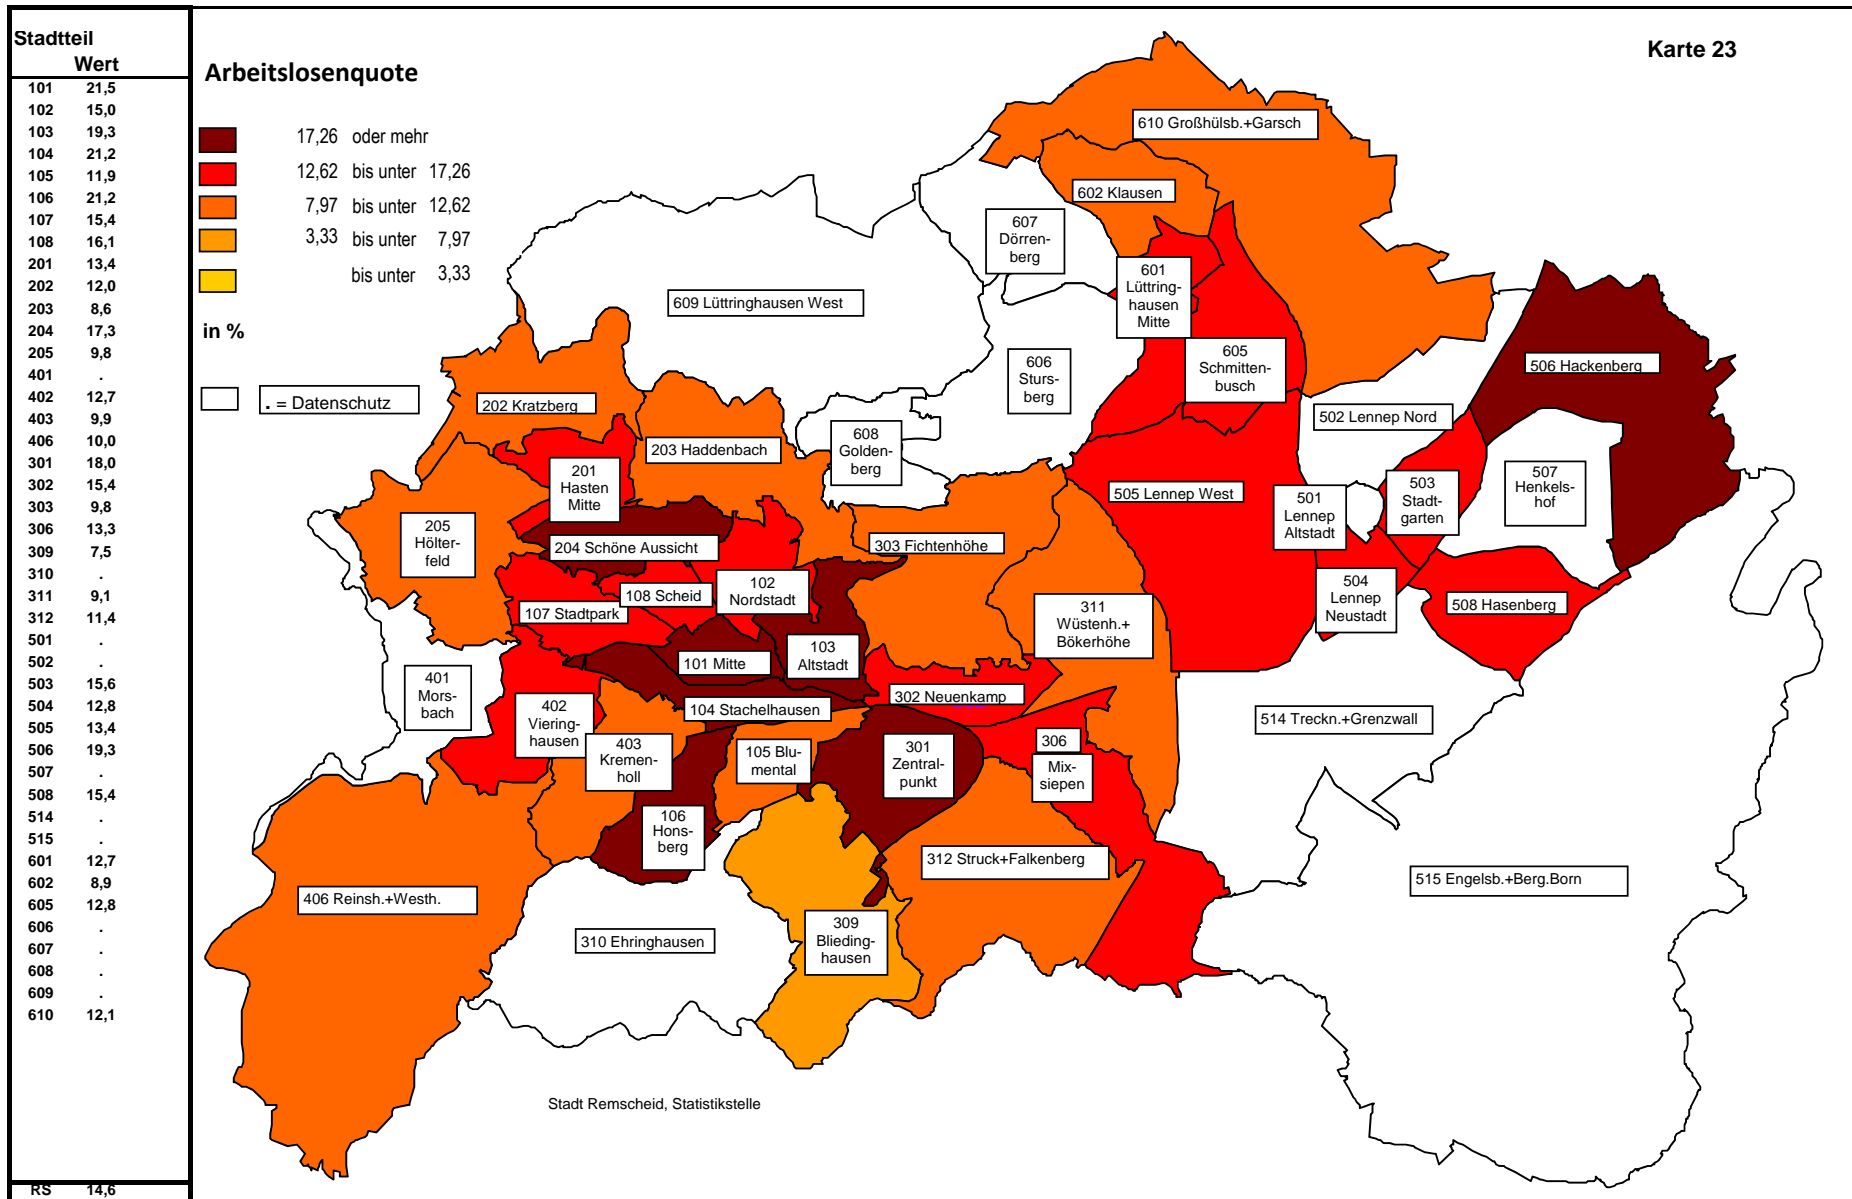 Stadtteil
Wert
101 21,5
102 15,0
103 19,3
104 21,2
105 11,9
106 21,2
107 15,4
108 16,1
201 13,4
202 12,0
203 8,6
204 17,3
205 9,8
401 .
402 12,7
403 9,9
406 10,0
301 18,0
302 15,4
303 9,8
306 13,3
309 7,5
310 .
311 9,1
312 11,4
501 .
502 .
503 15,6
504 12,8
505 13,4
506 19,3
507 .
508 15,4
514 .
515 .
601 12,7
602 8,9
605 12,8
606 .
607 .
608 .
609 .
610 12,1
RS 14,6
Arbeitslosenquote
17,26 oder mehr
12,62 bis unter 17,26
7,97 bis unter 12,62
3,33 bis unter 7,97
bis unter 3,33
in %
. = Datenschutz
Karte 23
610 Großhülsb.+Garsch
602 Klausen
607
Dörren-
berg
601
Lüttring-
hausen
Mitte
609 Lüttringhausen West
606
Sturs-
berg
605
Schmitten-
busch
506 Hackenberg
202 Kratzberg
502 Lennep Nord
203 Haddenbach
608
Golden-
berg
201
Hasten
Mitte
505 Lennep West
501
Lennep
Altstadt
503
Stadt-
garten
507
Henkels-
hof
205
Hölter-
feld
204 Schöne Aussicht
303 Fichtenhöhe
102
Nordstadt
108 Scheid
107 Stadtpark
504
Lennep
Neustadt
508 Hasenberg
311
Wüstenh.+
Bökerhöhe
103
Altstadt
101 Mitte
401
Mors-
bach
402
Viering-
hausen
302 Neuenkamp
104 Stachelhausen
514 Treckn.+Grenzwall
403
Kremen-
holl
105 Blu-
mental
301
Zentral-
punkt
306
Mix-
siepen
106
Hons-
berg
312 Struck+Falkenberg
515 Engelsb.+Berg.Born
406 Reinsh.+Westh.
310 Ehringhausen
309
Blieding-
hausen
Stadt Remscheid, Statistikstelle